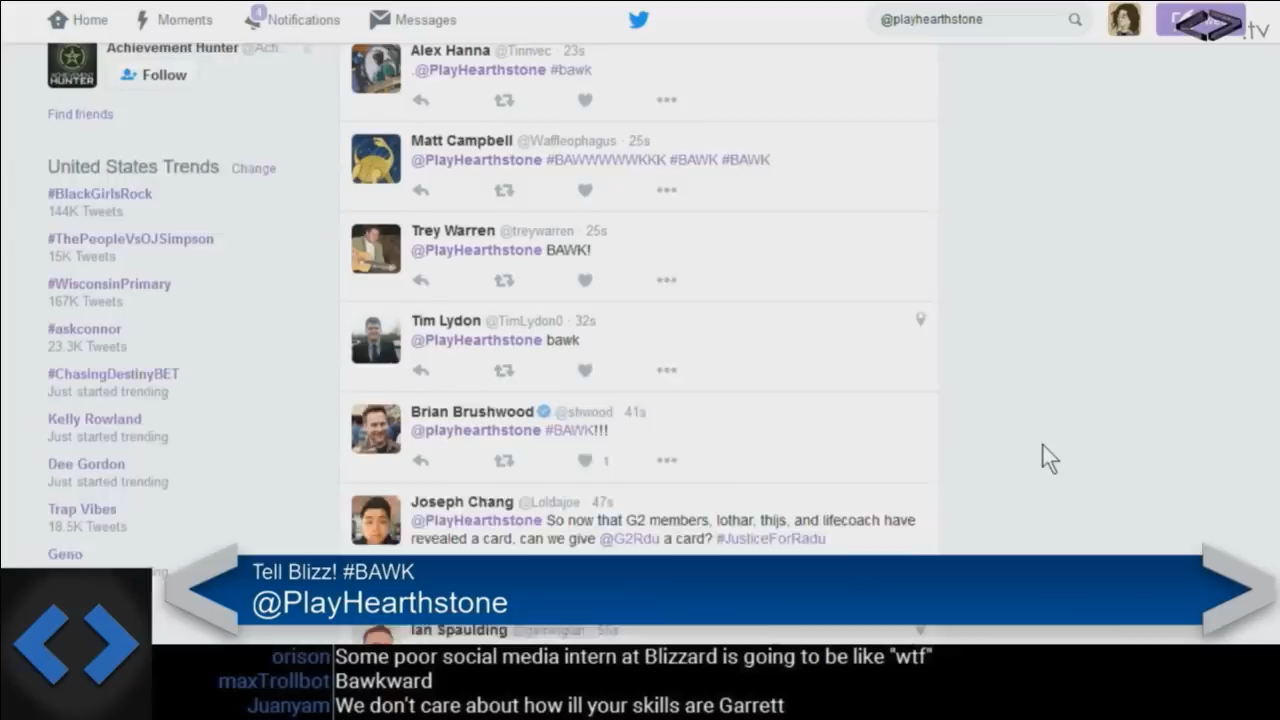 Home
Moments
4
Notifications
Messages
@playhearthstone
.tv
Achievement Hunter @Ach
ACHIEVEMENT
HUNTER
Follow
Find friends
United States Trends Change
#BlackGirlsRock
144K Tweets
#ThePeopleVsOJSimpson
15K Tweets
#WisconsinPrimary
167K Tweets
#askconnor
23.3K Tweets
#ChasingDestinyBET
Just started trending
Kelly Rowland
Just started trending
Dee Gordon
Just started trending
Trap Vibes
18.5K Tweets
Geno
Alex Hanna @Tinnvec · 23s
.@PlayHearthstone #bawk
Matt Campbell @Waffleophagus · 25s
@PlayHearthstone #BAWWWWWKKK #BAWK #BAWK
Trey Warren @treywarren · 25s
@PlayHearthstone BAWK!
Tim Lydon @TimLydon0 · 32s
@PlayHearthstone bawk
Brian Brushwood @shwood · 41s
@playhearthstone #BAWK!!!
1
Joseph Chang @Loldajoe · 47s
@PlayHearthstone So now that G2 members, lothar, thijs, and lifecoach have
revealed a card, can we give @G2Rdu a card? #JusticeForRadu
Ian Spaulding
Tell Blizz! #BAWK
@PlayHearthstone
orison Some poor social media intern at Blizzard is going to be like "wtf"
maxTrollbot Bawkward
Juanyam We don't care about how ill your skills are Garrett